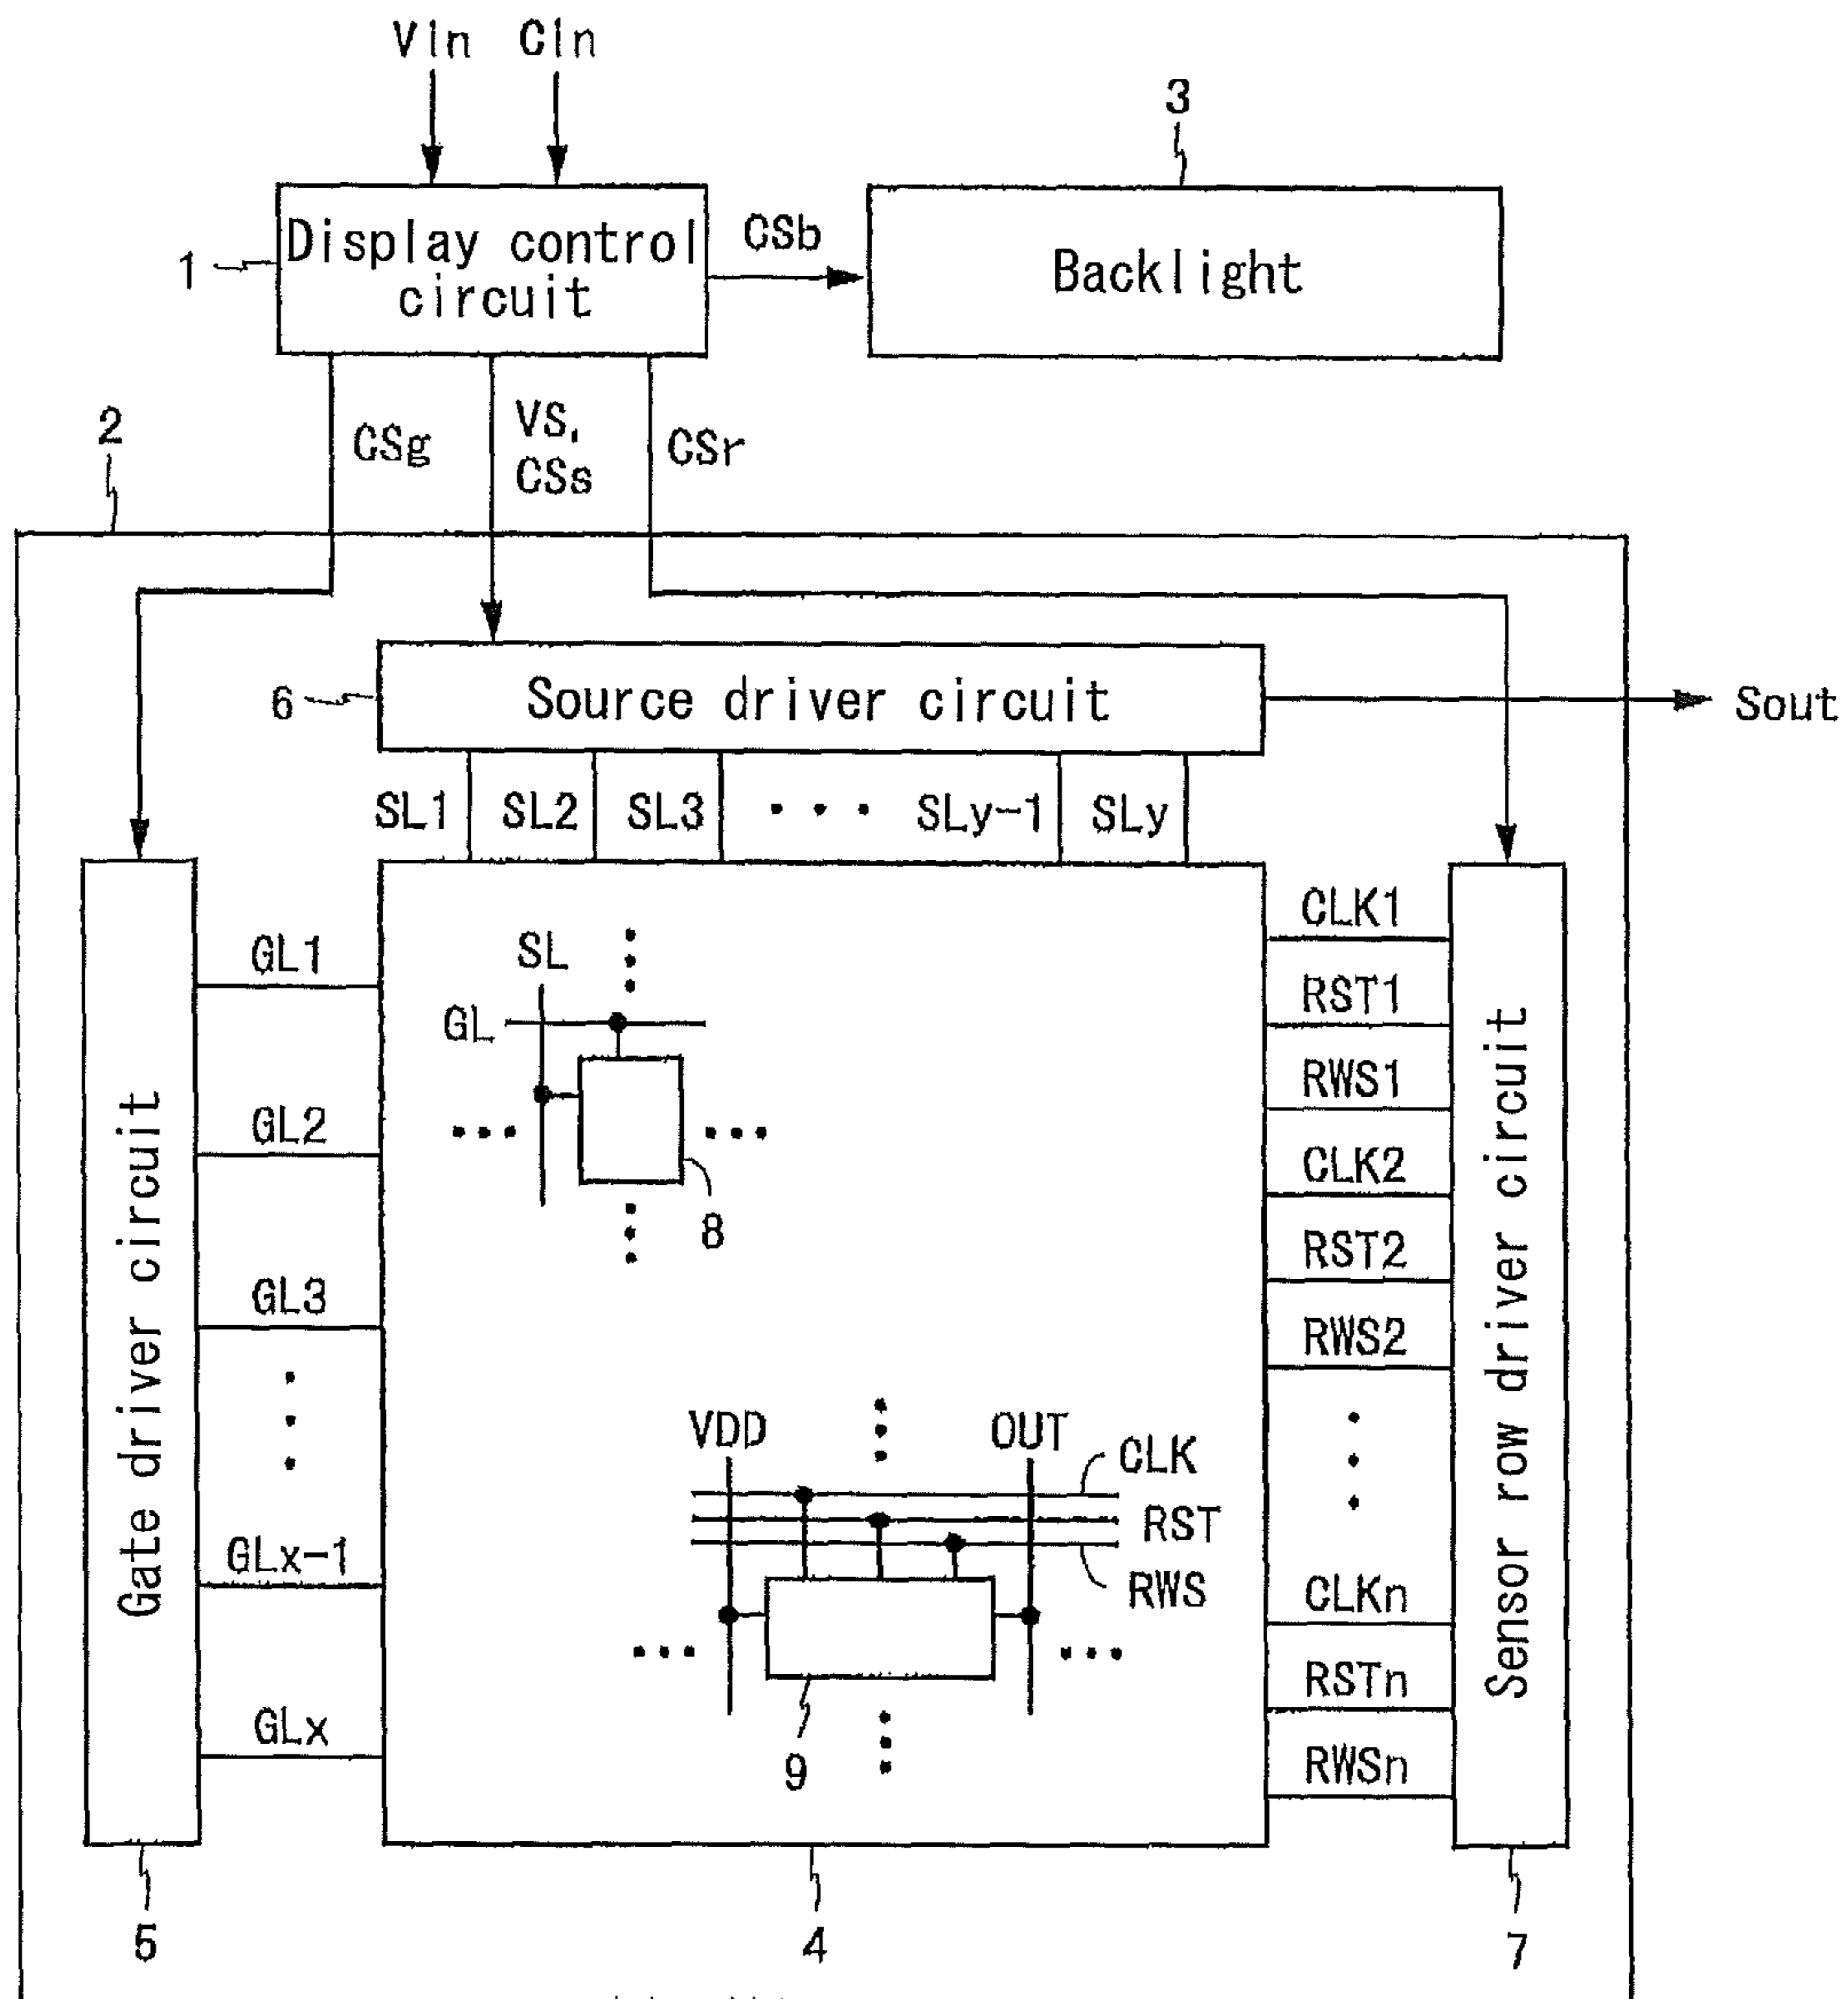 Vin Cin
3
Display control
circuit
1
CSb
Backlight
2
CSg
VS,
CSs
CSr
6
Source driver circuit
Sout
SL1 SL2 SL3 ··· SLy-1 SLy
Gate driver circuit
GL1
GL2
GL3
GLx-1
GLx
SL
GL
8
VDD
OUT
CLK
RST
RWS
9
CLK1
RST1
RWS1
CLK2
RST2
RWS2
CLKn
RSTn
RWSn
Sensor row driver circuit
5
4
7